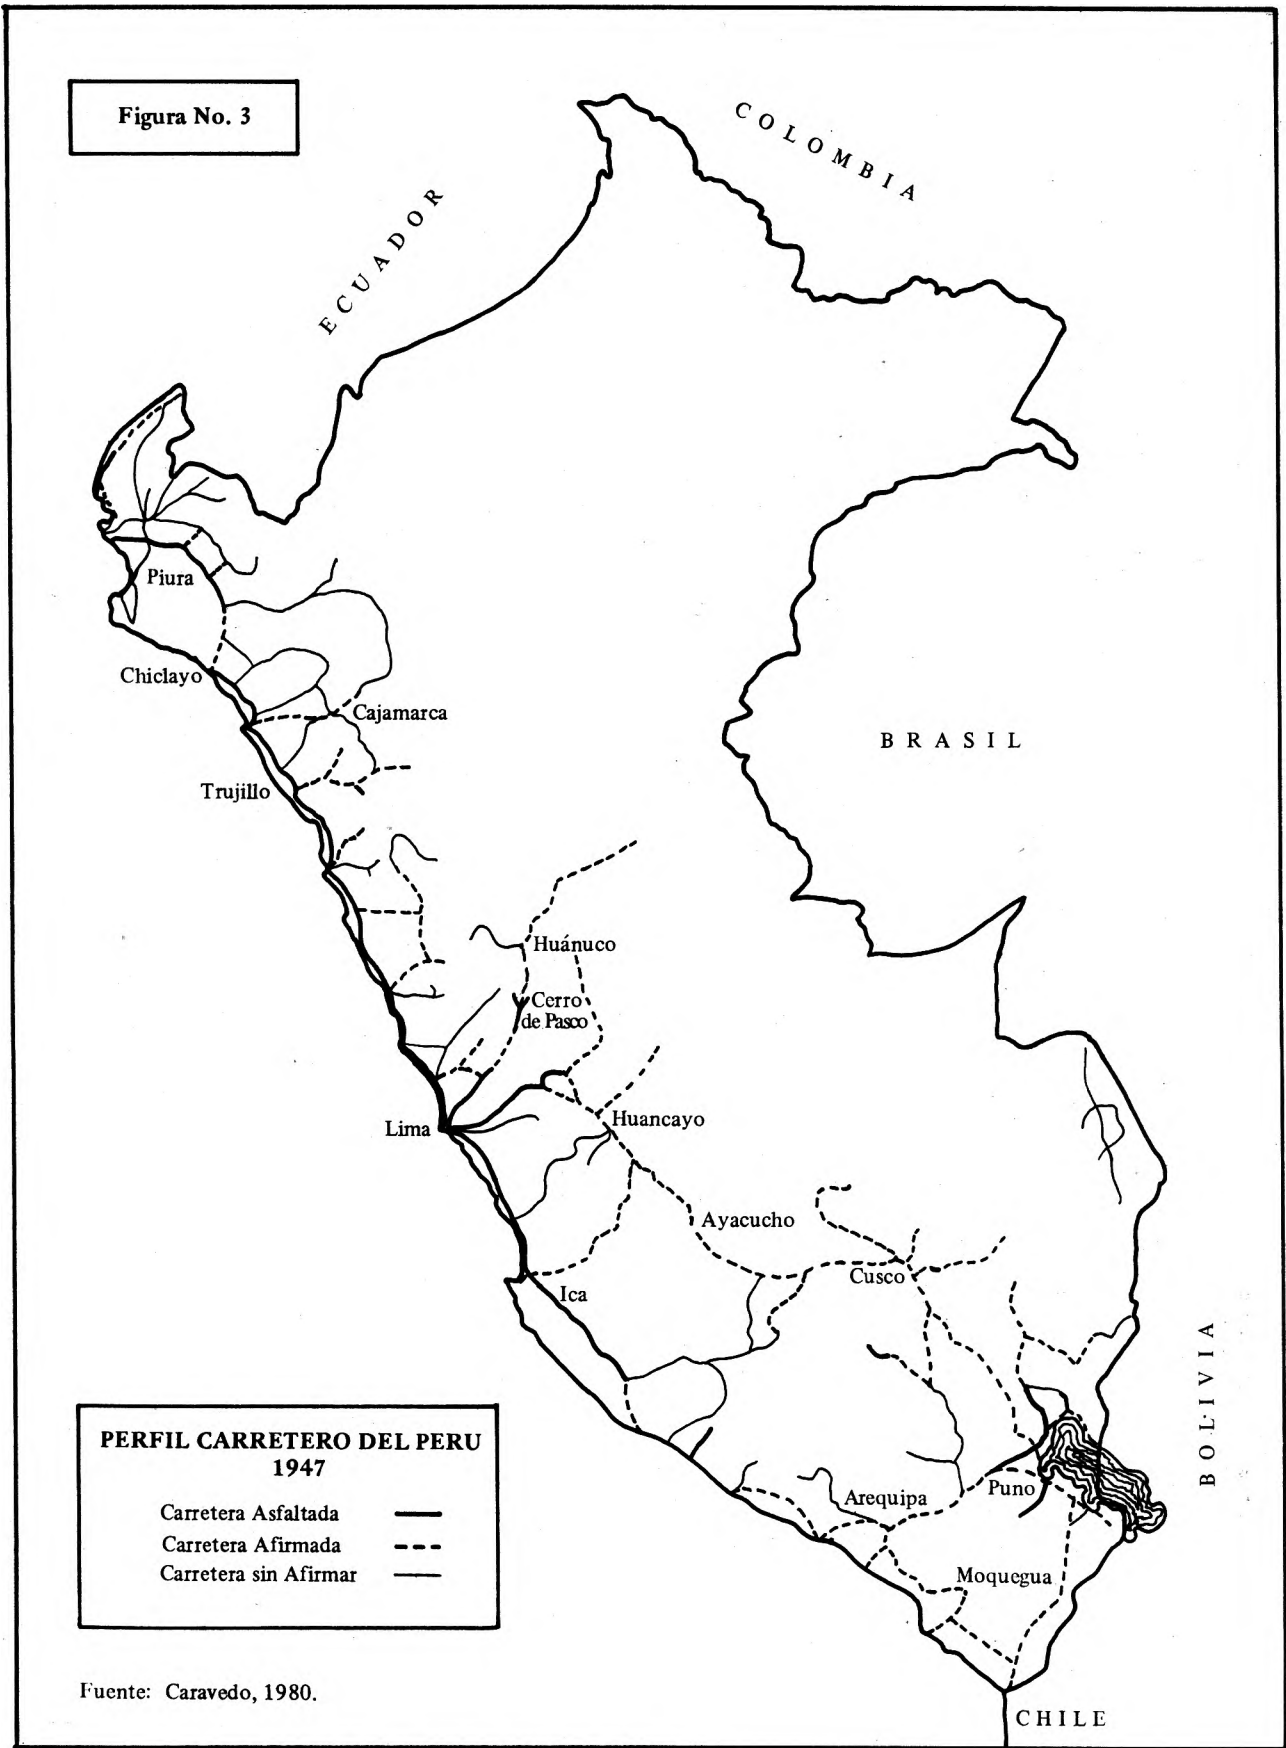 Figura No. 3
COLOMBIA
ECUADOR
Piura
Chiclayo
Cajamarca
BRASIL
Trujillo
Huánuco
Cerro
de Pasco
Lima
Huancayo
Ayacucho
Cusco
Ica
BOLIVIA
PERFIL CARRETERO DEL PERU
1947
Carretera Asfaltada
Carretera Afirmada
Carretera sin Afirmar
Puno
Arequipa
Moquegua
Fuente: Caravedo, 1980.
CHILE